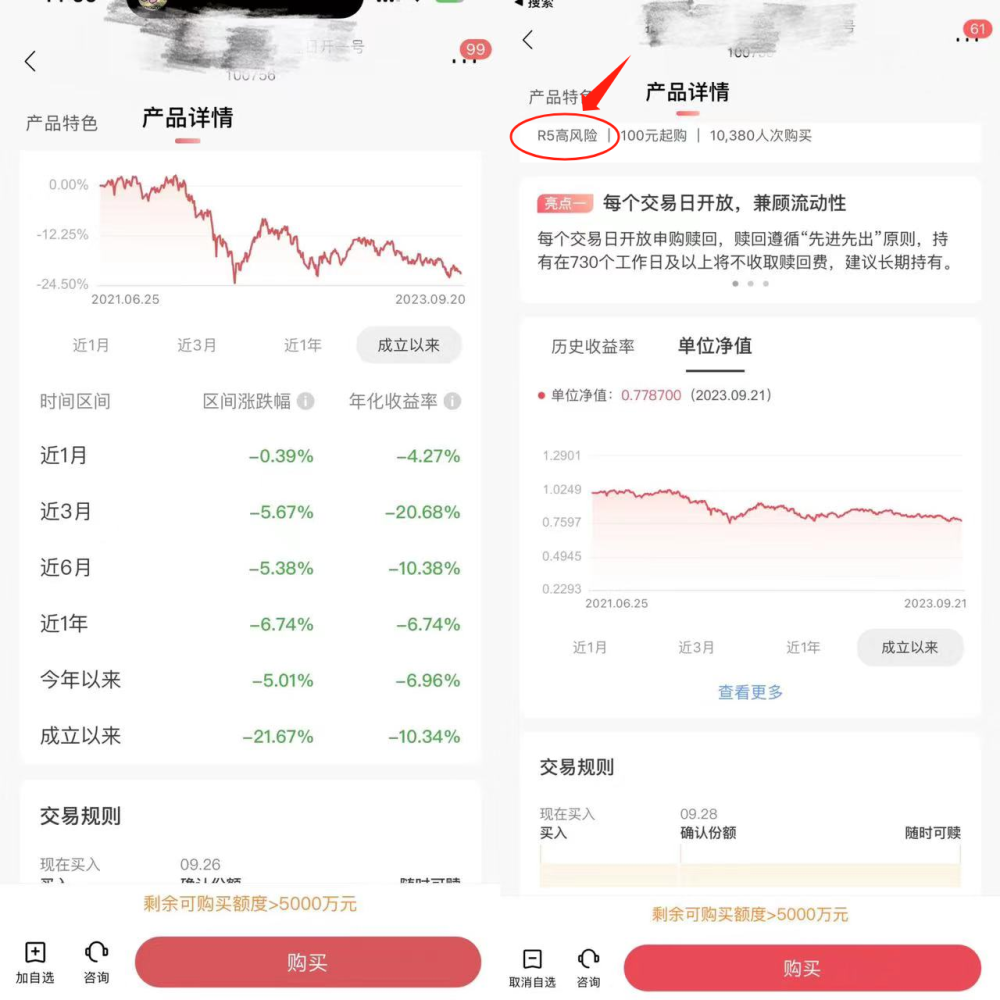 99
100756
产品特色
产品详情
0.00%
-12.25%
-24.50%
2021.06.25
2023.09.20
近1月
近3月
近1年
成立以来
时间区间
区间涨跌幅
年化收益率
近1月
-0.39%
-4.27%
近3月
-5.67%
-20.68%
近6月
-5.38%
-10.38%
近1年
-6.74%
-6.74%
今年以来
-5.01%
-6.96%
成立以来
-21.67%
-10.34%
交易规则
现在买入
09.26
买入
确认份额
随时可赎
剩余可购买额度>5000万元
加自选
咨询
购买
搜索
61
产品特
产品详情
R5高风险 | 100元起购 | 10,380人次购买
亮点一
每个交易日开放，兼顾流动性
每个交易日开放申购赎回，赎回遵循“先进先出”原则，持
有在730个工作日及以上将不收取赎回费，建议长期持有。
历史收益率
单位净值
单位净值：0.778700（2023.09.21）
1.2901
1.0249
0.7597
0.4945
0.2293
2021.06.25
2023.09.21
近1月
近3月
近1年
成立以来
查看更多
交易规则
现在买入
09.28
买入
确认份额
随时可赎
剩余可购买额度>5000万元
取消自选
咨询
购买